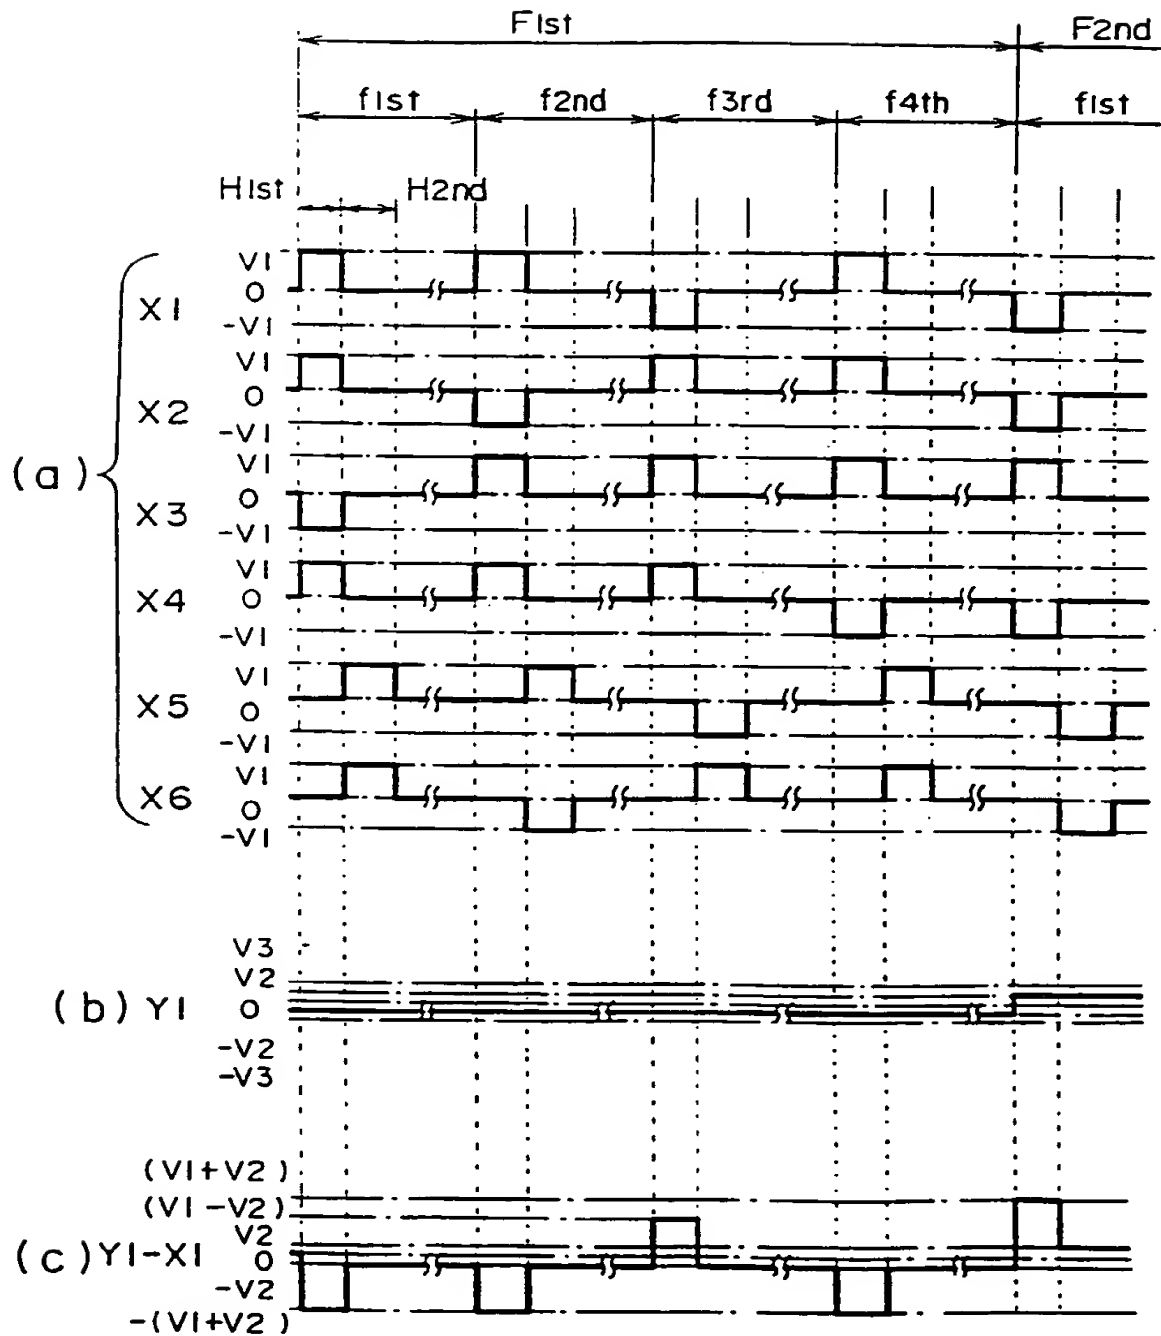 F1st F2nd
f1st f2nd f3rd f4th f1st
H1st H2nd
(a)
V1
X1 0
-V1
V1
X2 0
-V1
V1
X3 0
-V1
V1
X4 0
-V1
V1
X5 0
-V1
V1
X6 0
-V1
V3
V2
(b) Y1 0
-V2
-V3
(V1+V2)
(V1-V2)
V2
(c) Y1-X1 0
-V2
-(V1+V2)